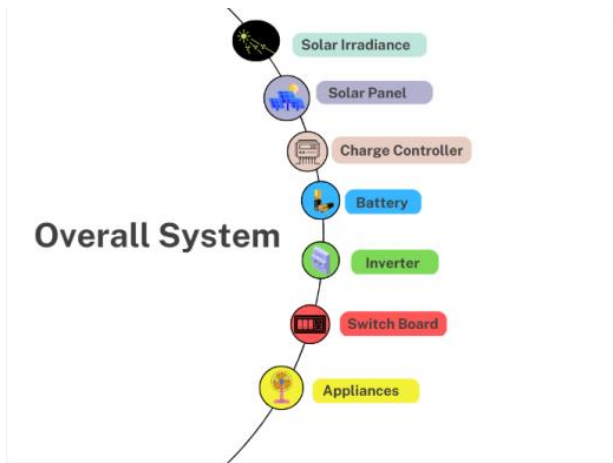 Solar Irradiance
Solar Panel
Charge Controller
Battery
Overall System
Inverter
Switch Board
Appliances